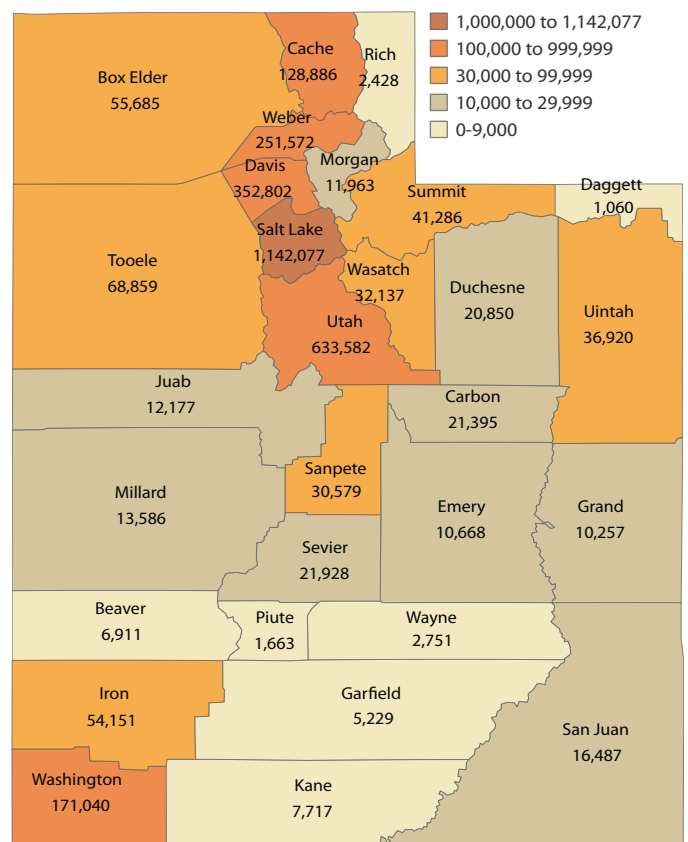 1,000,000 to 1,142,077
100,000 to 999,999
30,000 to 99,999
10,000 to 29,999
0-9,000
Cache
128,886
Rich
2,428
Box Elder
55,685
Weber
251,572
Davis
352,802
Morgan
11,963
Summit
41,286
Daggett
1,060
Salt Lake
1,142,077
Tooele
68,859
Wasatch
32,137
Duchesne
20,850
Uintah
36,920
Utah
633,582
Juab
12,177
Carbon
21,395
Sanpete
30,579
Millard
13,586
Emery
10,668
Grand
10,257
Sevier
21,928
Beaver
6,911
Piute
1,663
Wayne
2,751
Iron
54,151
Garfield
5,229
San Juan
16,487
Washington
171,040
Kane
7,717